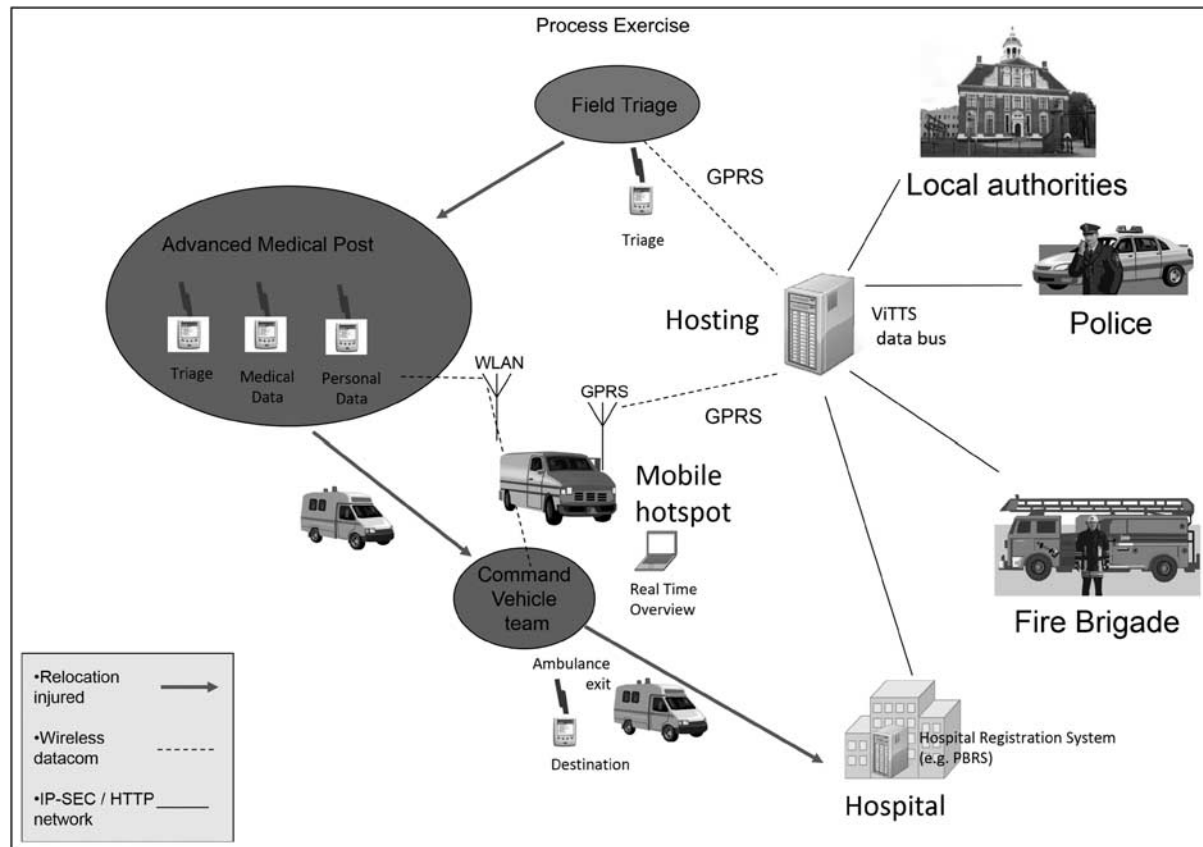 Process Exercise
Field Triage
GPRS
Triage
Local authorities
Advanced Medical Post
Triage
Medical
Data
Personal
Data
WLAN
Hosting
ViTTS
data bus
Police
GPRS
GPRS
Mobile
hotspot
Real Time
Overview
Command
Vehicle
team
Fire Brigade
Ambulance
exit
Destination
Hospital Registration System
(e.g. PBRS)
Hospital
•Relocation
injured
•Wireless
datacom
•IP-SEC / HTTP
network